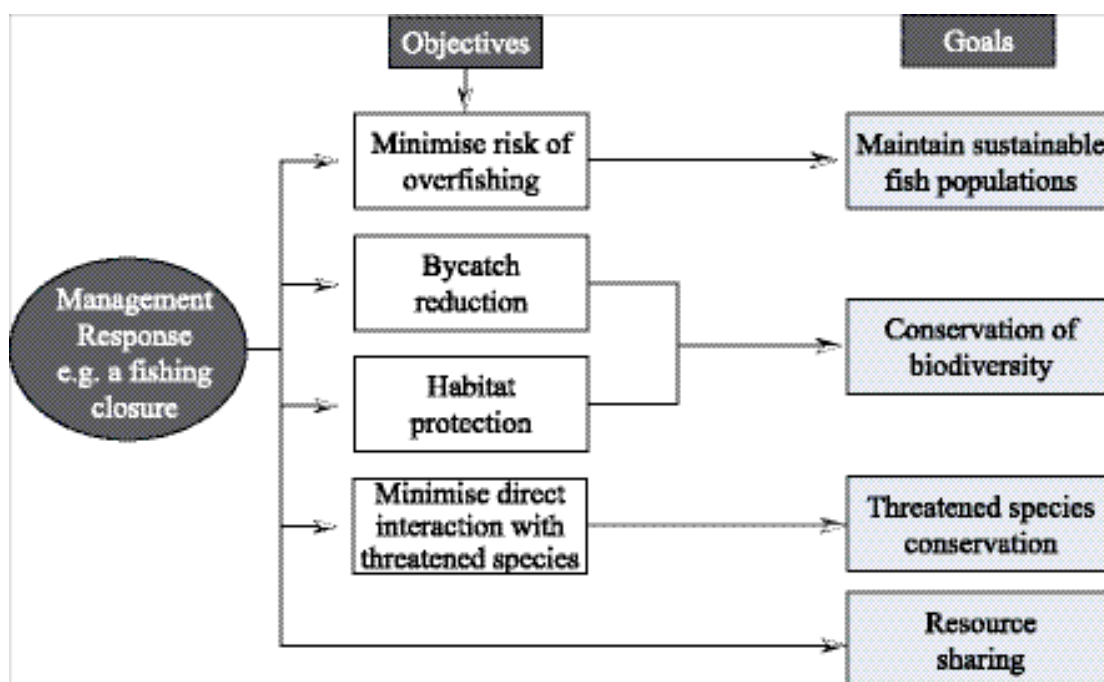 Objectives
Goals
Management
Response
e.g. a fishing
closure
Minimise risk of
overfishing
Maintain sustainable
fish populations
Bycatch
reduction
Habitat
protection
Conservation of
biodiversity
Minimise direct
interaction with
threatened species
Threatened species
conservation
Resource
sharing